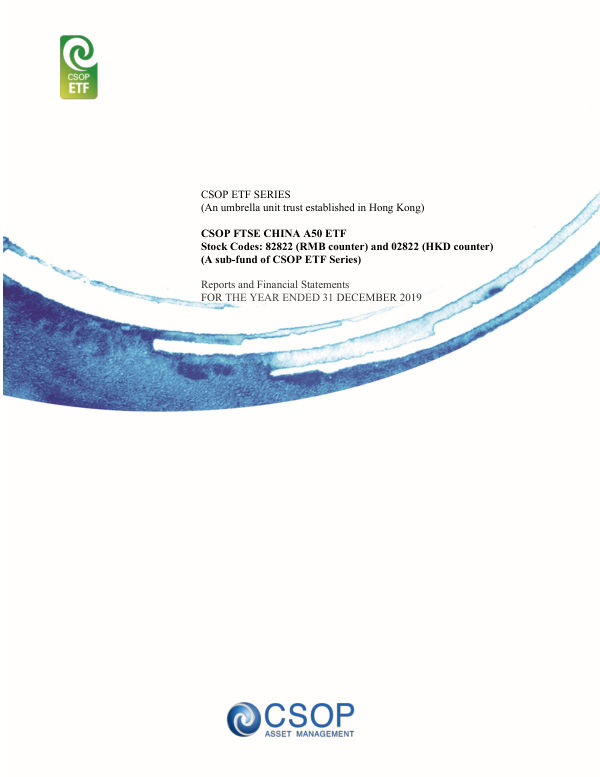 CSOP
ETF
CSOP ETF SERIES
(An umbrella unit trust established in Hong Kong)
CSOP FTSE CHINA A50 ETF
Stock Codes: 82822 (RMB counter) and 02822 (HKD counter)
(A sub-fund of CSOP ETF Series)
Reports and Financial Statements
FOR THE YEAR ENDED 31 DECEMBER 2019
CSOP
ASSET MANAGEMENT